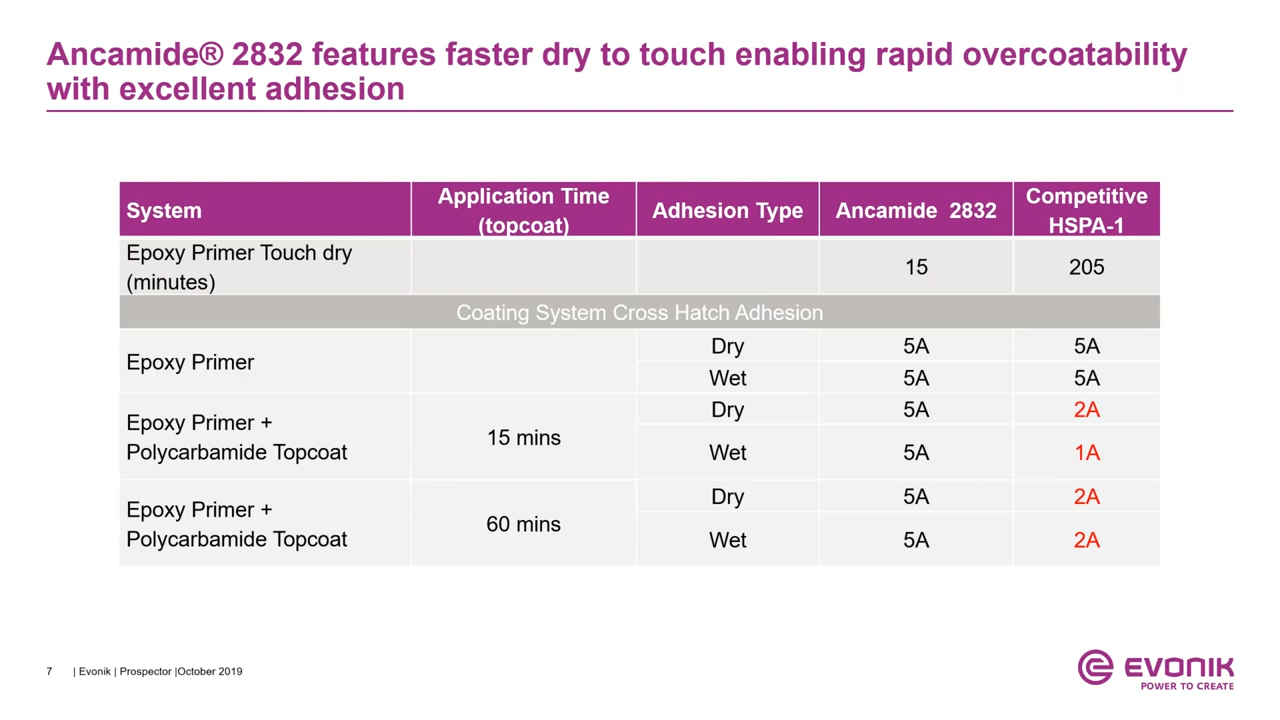 Ancamide® 2832 features faster dry to touch enabling rapid overcoatability
with excellent adhesion
System
Application Time
(topcoat)
Adhesion Type
Ancamide 2832
Competitive
HSPA-1
Epoxy Primer Touch dry
(minutes)
15
205
Coating System Cross Hatch Adhesion
Epoxy Primer
Dry
5A
5A
Wet
5A
5A
Epoxy Primer +
Polycarbamide Topcoat
15 mins
Dry
5A
2A
Wet
5A
1A
Epoxy Primer +
Polycarbamide Topcoat
60 mins
Dry
5A
2A
Wet
5A
2A
7 | Evonik | Prospector |October 2019
EVONIK
POWER TO CREATE